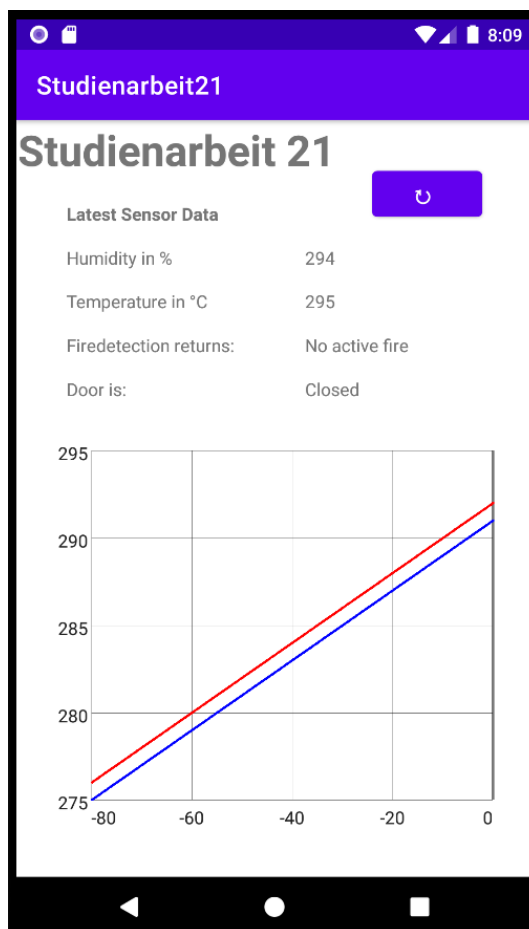 8:09
Studienarbeit21
Studienarbeit 21
↻
Latest Sensor Data
Humidity in % 294
Temperature in °C 295
Firedetection returns: No active fire
Door is: Closed
295
290
285
280
275
-80 -60 -40 -20 0